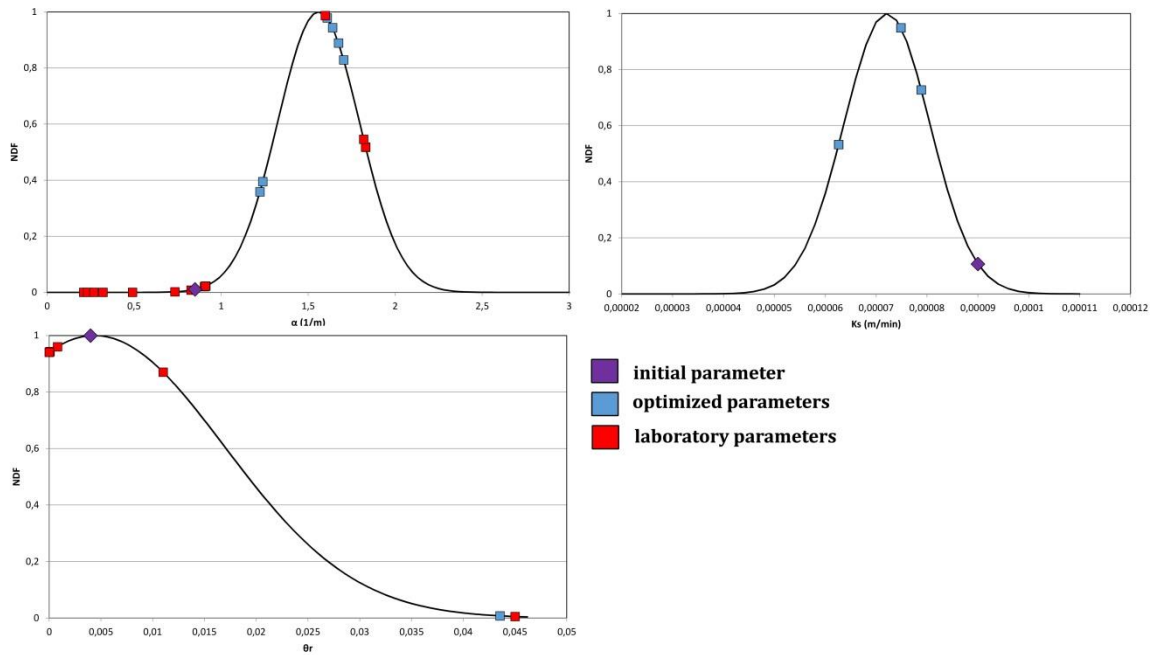 1
0,8
0,6
0,4
0,2
0
NDF
0 0,5 1 1,5 2 2,5 3
α (1/m)
1
0,8
0,6
0,4
0,2
0
NDF
0,00002 0,00003 0,00004 0,00005 0,00006 0,00007 0,00008 0,00009 0,0001 0,00011 0,00012
Ks (m/min)
1
0,8
0,6
0,4
0,2
0
NDF
0 0,005 0,01 0,015 0,02 0,025 0,03 0,035 0,04 0,045 0,05
θr
initial parameter
optimized parameters
laboratory parameters